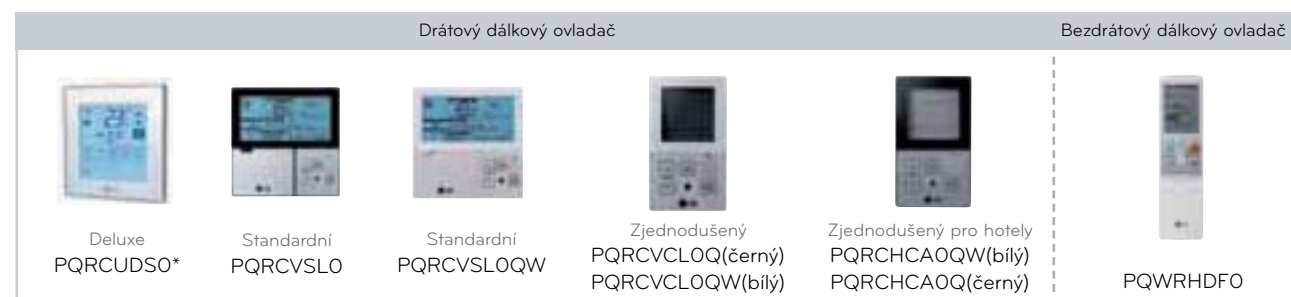 Drátový dálkový ovladač
Bezdrátový dálkový ovladač
Deluxe
PQRCUDS0*
Standardní
PQRCVSL0
Standardní
PQRCVSL0QW
Zjednodušený
PQRCVCL0Q(černý)
PQRCVCL0QW(bílý)
Zjednodušený pro hotely
PQRCHCA0QW(bílý)
PQRCHCA0Q(černý)
PQWRHDF0